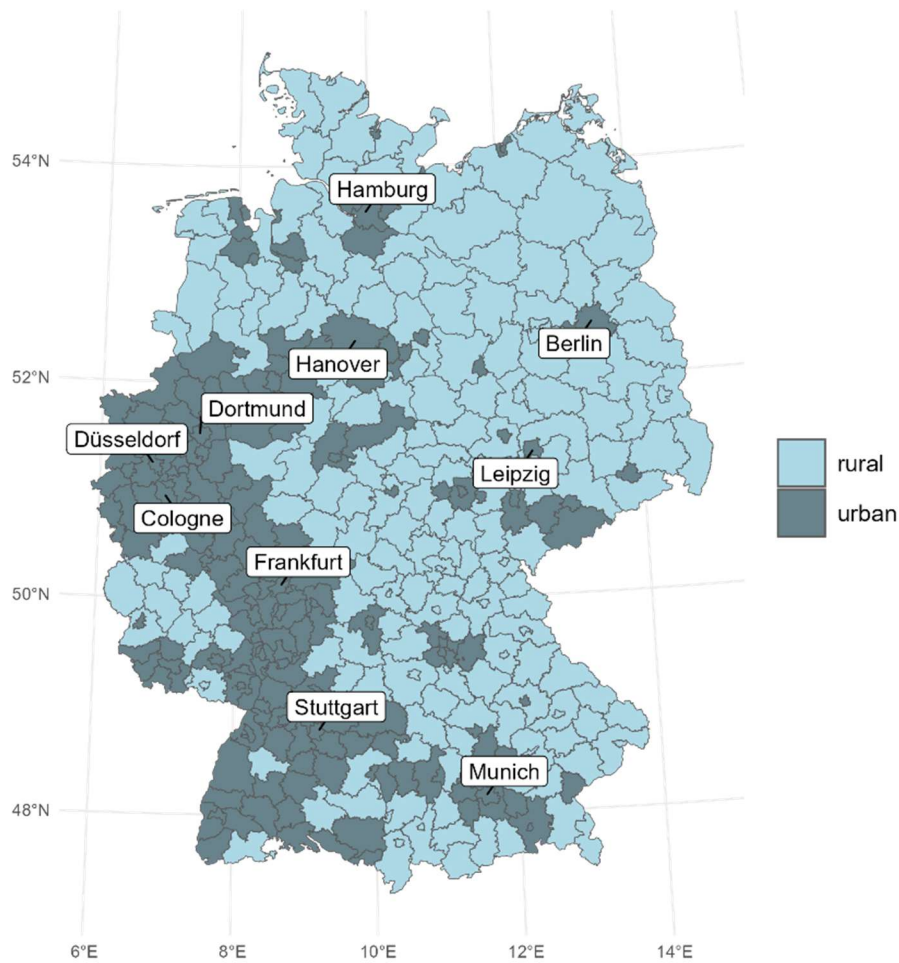 54°N
Hamburg
Berlin
Hanover
52°N
Dortmund
Düsseldorf
rural
Leipzig
urban
Cologne
Frankfurt
50°N
Stuttgart
Munich
48°N
6°E
8°E
10°E
12°E
14°E